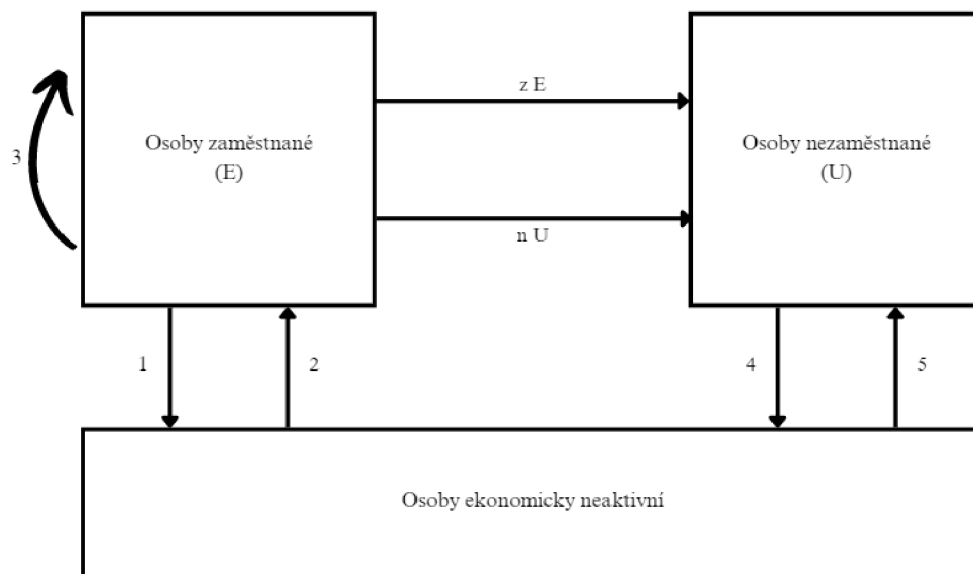 z E
3
Osoby zaměstnané
(E)
Osoby nezaměstnané
(U)
n U
1
2
4
5
Osoby ekonomicky neaktivní